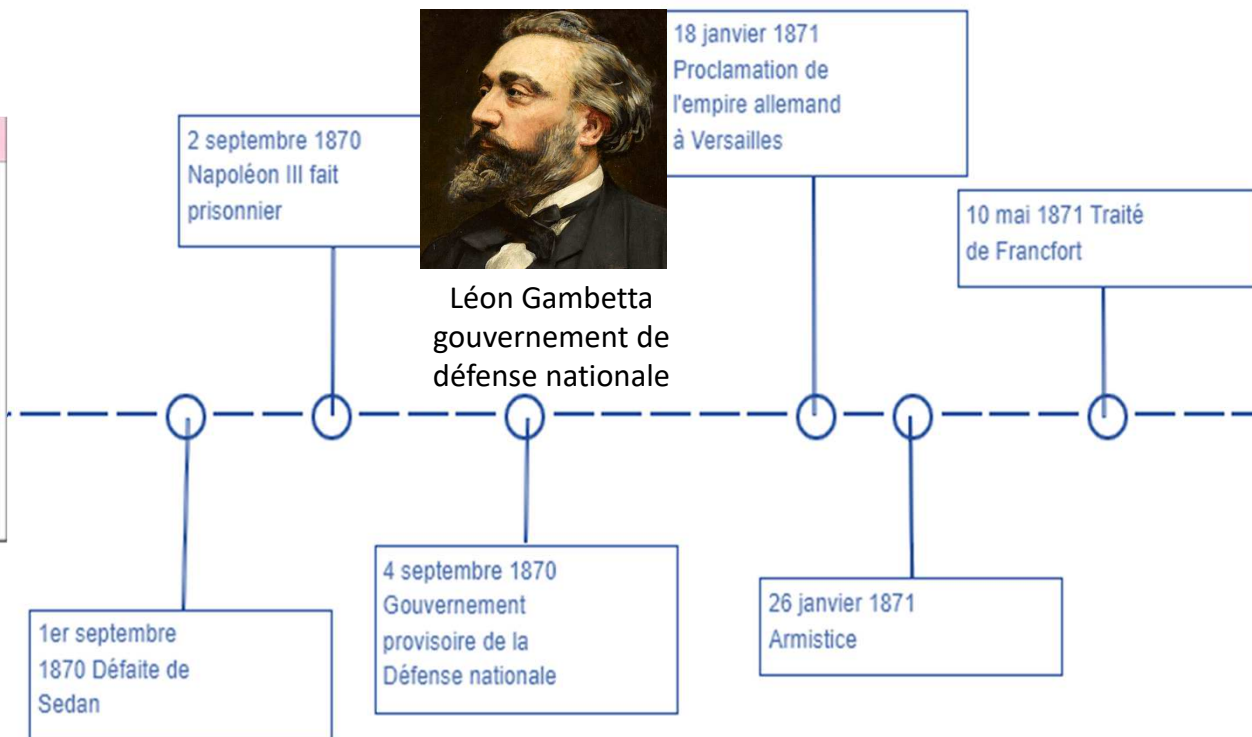 18 janvier 1871
Proclamation de
l'empire allemand
à Versailles
2 septembre 1870
Napoléon III fait
prisonnier
10 mai 1871 Traité
de Francfort
Léon Gambetta
gouvernement de
défense nationale
4 septembre 1870
Gouvernement
provisoire de la
Défense nationale
26 janvier 1871
Armistice
1er septembre
1870 Défaite de
Sedan